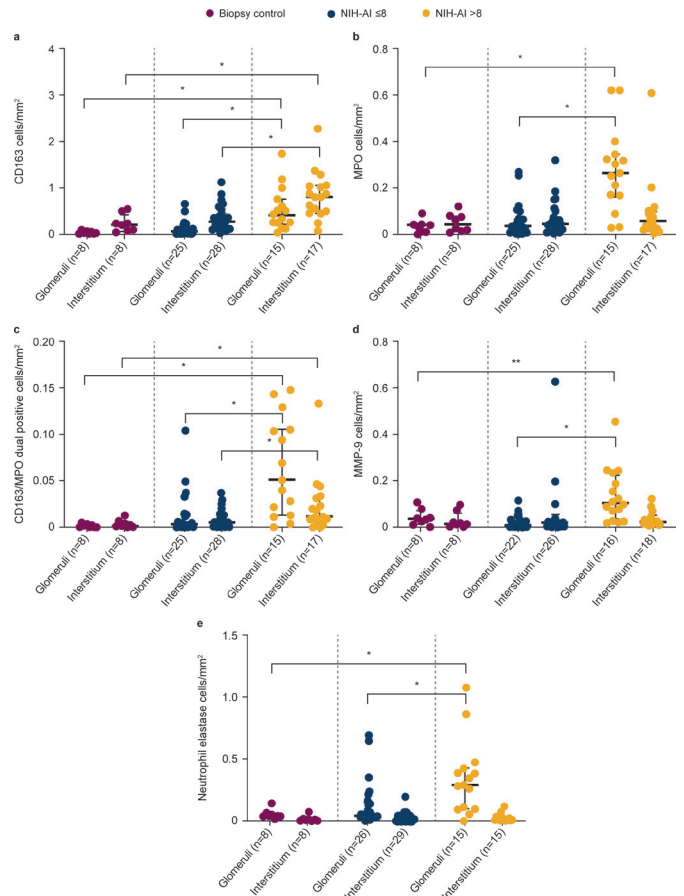 Biopsy control
NIH-AI ≤8
NIH-AI >8
a
CD163 cells/mm²
4
3
2
1
0
*
*
*
*
Glomeruli (n=8)
Interstitium (n=8)
Glomeruli (n=25)
Interstitium (n=28)
Glomeruli (n=15)
Interstitium (n=17)
b
MPO cells/mm²
0.8
0.6
0.4
0.2
0
*
*
Glomeruli (n=8)
Interstitium (n=8)
Glomeruli (n=25)
Interstitium (n=28)
Glomeruli (n=15)
Interstitium (n=17)
c
CD163/MPO dual positive cells/mm²
0.20
0.15
0.10
0.05
0
*
*
*
*
Glomeruli (n=8)
Interstitium (n=8)
Glomeruli (n=25)
Interstitium (n=28)
Glomeruli (n=15)
Interstitium (n=17)
d
MMP-9 cells/mm²
0.8
0.6
0.4
0.2
0
**
*
Glomeruli (n=8)
Interstitium (n=8)
Glomeruli (n=22)
Interstitium (n=26)
Glomeruli (n=16)
Interstitium (n=18)
e
Neutrophil elastase cells/mm²
1.5
1.0
0.5
0
*
*
Glomeruli (n=8)
Interstitium (n=8)
Glomeruli (n=26)
Interstitium (n=29)
Glomeruli (n=15)
Interstitium (n=15)